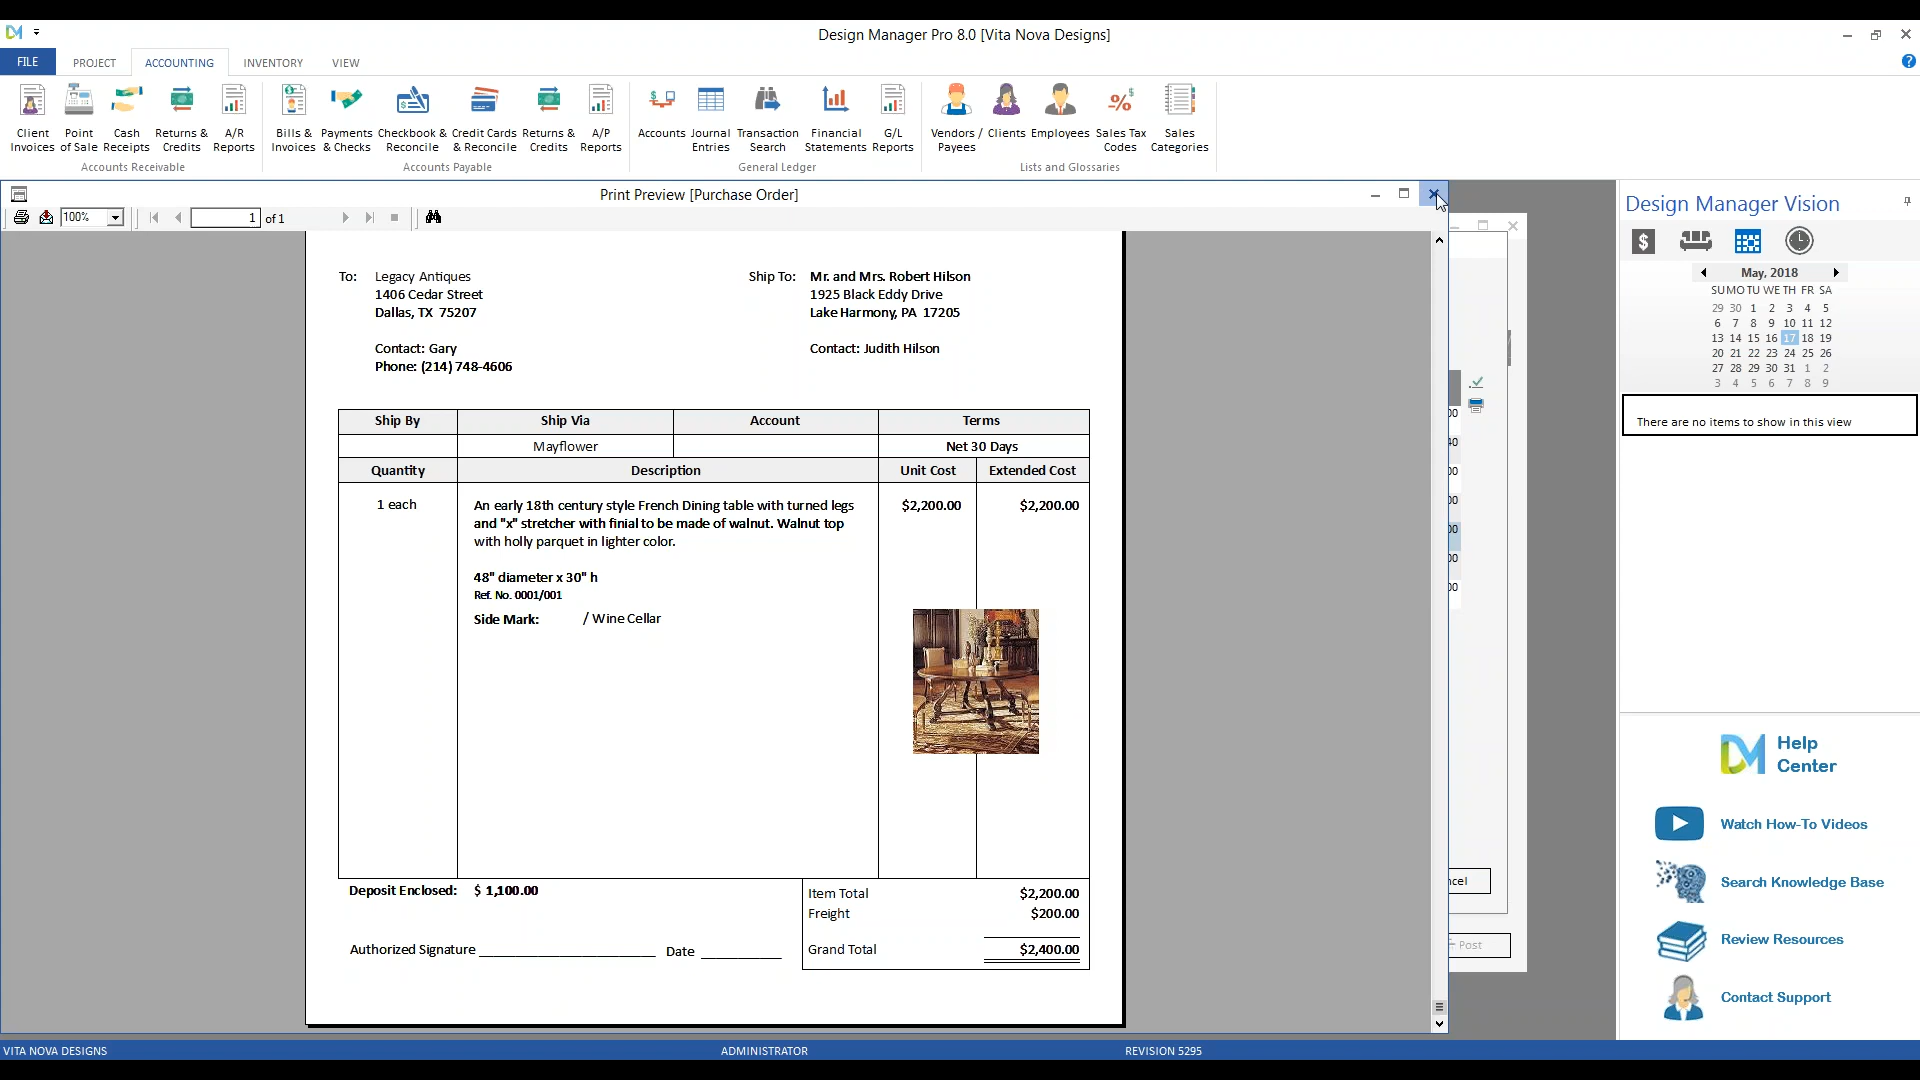 Design Manager Pro 8.0 [Vita Nova Designs]
FILE PROJECT ACCOUNTING INVENTORY VIEW
Client Invoices Point of Sale Cash Receipts Returns & Credits A/R Reports
Accounts Receivable
Bills & Invoices Payments & Checks Checkbook & Reconcile Credit Cards & Reconcile Returns & Credits A/P Reports
Accounts Payable
Accounts Journal Entries Transaction Search Financial Statements G/L Reports
General Ledger
Vendors / Payees Clients Employees Sales Tax Codes Sales Categories
Lists and Glossaries
Print Preview [Purchase Order]
100% 1 of 1
To: Legacy Antiques
1406 Cedar Street
Dallas, TX 75207
Contact: Gary
Phone: (214) 748-4606
Ship To: Mr. and Mrs. Robert Hilson
1925 Black Eddy Drive
Lake Harmony, PA 17205
Contact: Judith Hilson
Ship By Ship Via Account Terms
Mayflower Net 30 Days
Quantity Description Unit Cost Extended Cost
1 each An early 18th century style French Dining table with turned legs $2,200.00 $2,200.00
and "x" stretcher with finial to be made of walnut. Walnut top
with holly parquet in lighter color.
48" diameter x 30" h
Ref. No. 0001/001
Side Mark: / Wine Cellar
Deposit Enclosed: $ 1,100.00
Item Total $2,200.00
Freight $200.00
Grand Total $2,400.00
Authorized Signature Date
00
40
00
00
00
00
00
ncel
Post
Design Manager Vision
May, 2018
SU MO TU WE TH FR SA
29 30 1 2 3 4 5
6 7 8 9 10 11 12
13 14 15 16 17 18 19
20 21 22 23 24 25 26
27 28 29 30 31 1 2
3 4 5 6 7 8 9
There are no items to show in this view
DM Help Center
Watch How-To Videos
Search Knowledge Base
Review Resources
Contact Support
VITA NOVA DESIGNS ADMINISTRATOR REVISION 5295